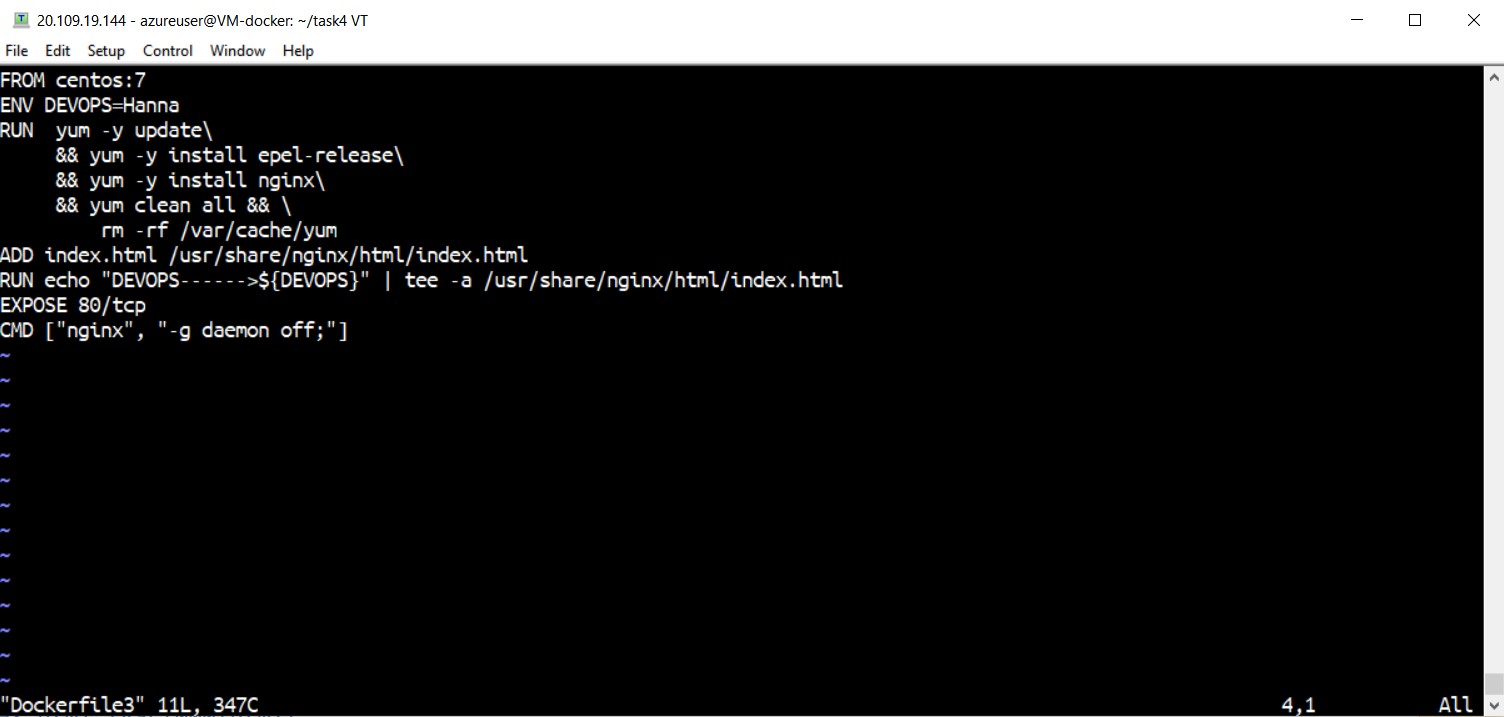 20.109.19.144 - azureuser@VM-docker: ~/task4 VT
File Edit Setup Control Window Help
FROM centos:7
ENV DEVOPS=Hanna
RUN  yum -y update\
     && yum -y install epel-release\
     && yum -y install nginx\
     && yum clean all && \
         rm -rf /var/cache/yum
ADD index.html /usr/share/nginx/html/index.html
RUN echo "DEVOPS------>${DEVOPS}" | tee -a /usr/share/nginx/html/index.html
EXPOSE 80/tcp
CMD ["nginx", "-g daemon off;"]
~
~
~
~
~
~
~
~
~
~
~
~
~
~
"Dockerfile3" 11L, 347C 4,1 All